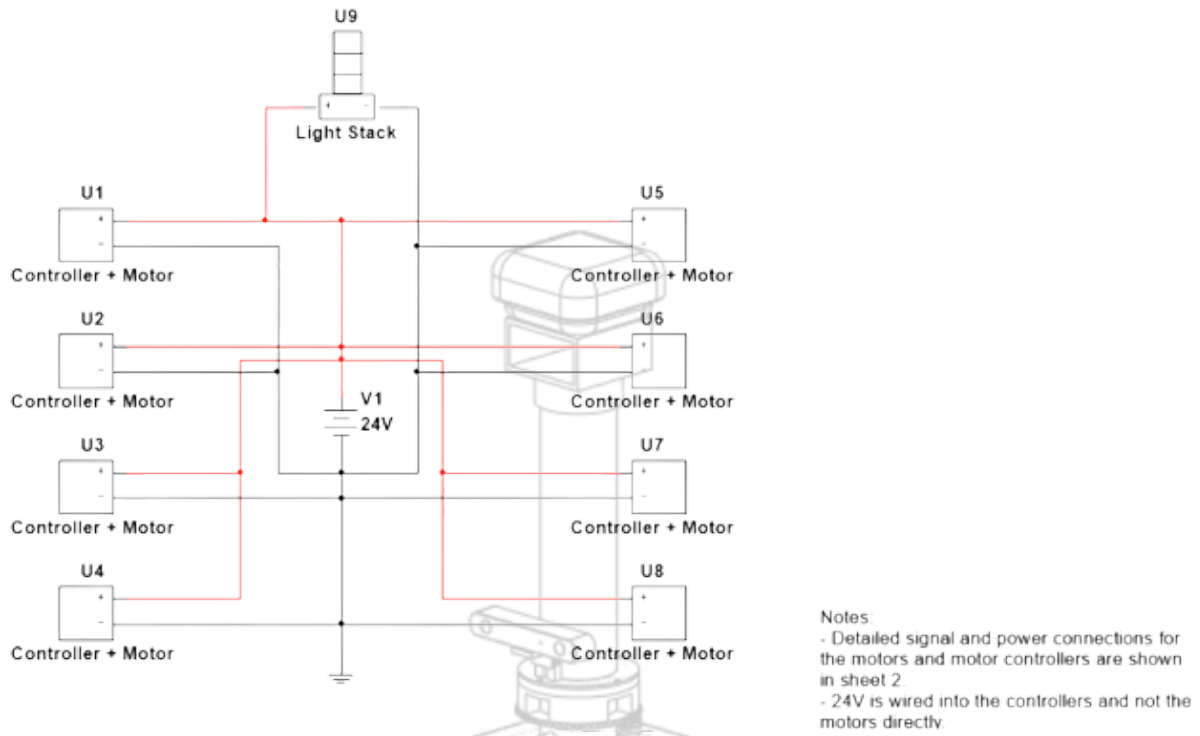 U9
+ -
Light Stack
U1
+
-
Controller + Motor
U5
+
-
Controller + Motor
U2
+
-
Controller + Motor
U6
+
-
Controller + Motor
V1
24V
U3
+
-
Controller + Motor
U7
+
-
Controller + Motor
U4
+
-
Controller + Motor
U8
+
-
Controller + Motor
Notes:
- Detailed signal and power connections for
the motors and motor controllers are shown
in sheet 2.
- 24V is wired into the controllers and not the
motors directly.